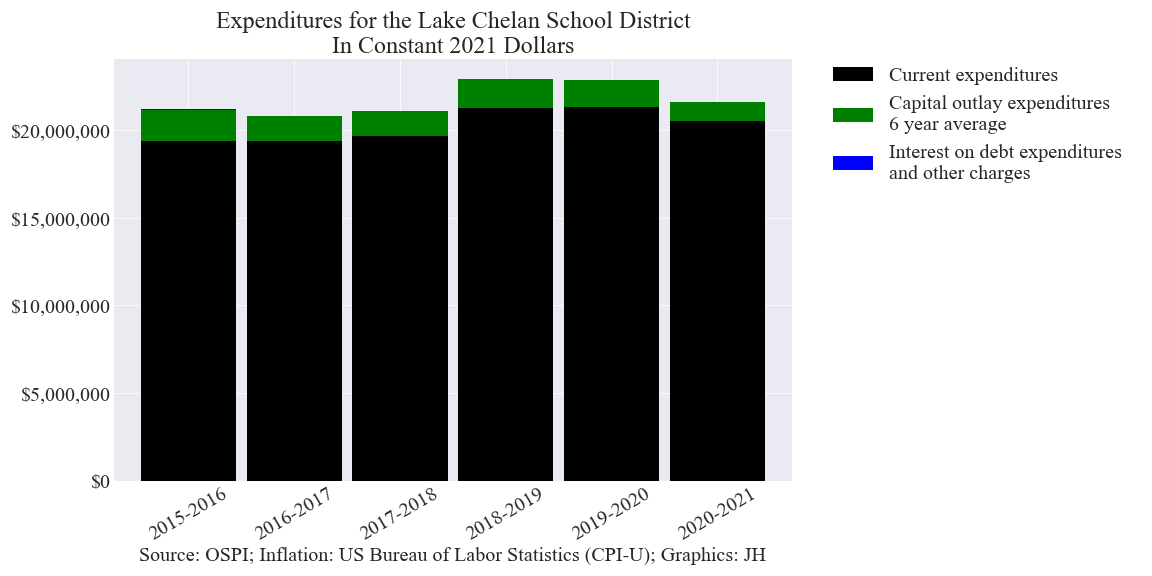 Expenditures for the Lake Chelan School District
In Constant 2021 Dollars
Current expenditures
Capital outlay expenditures
6 year average
Interest on debt expenditures
and other charges
$20,000,000
$15,000,000
$10,000,000
$5,000,000
$0
2015-2016
2016-2017
2017-2018
2018-2019
2019-2020
2020-2021
Source: OSPI; Inflation: US Bureau of Labor Statistics (CPI-U); Graphics: JH